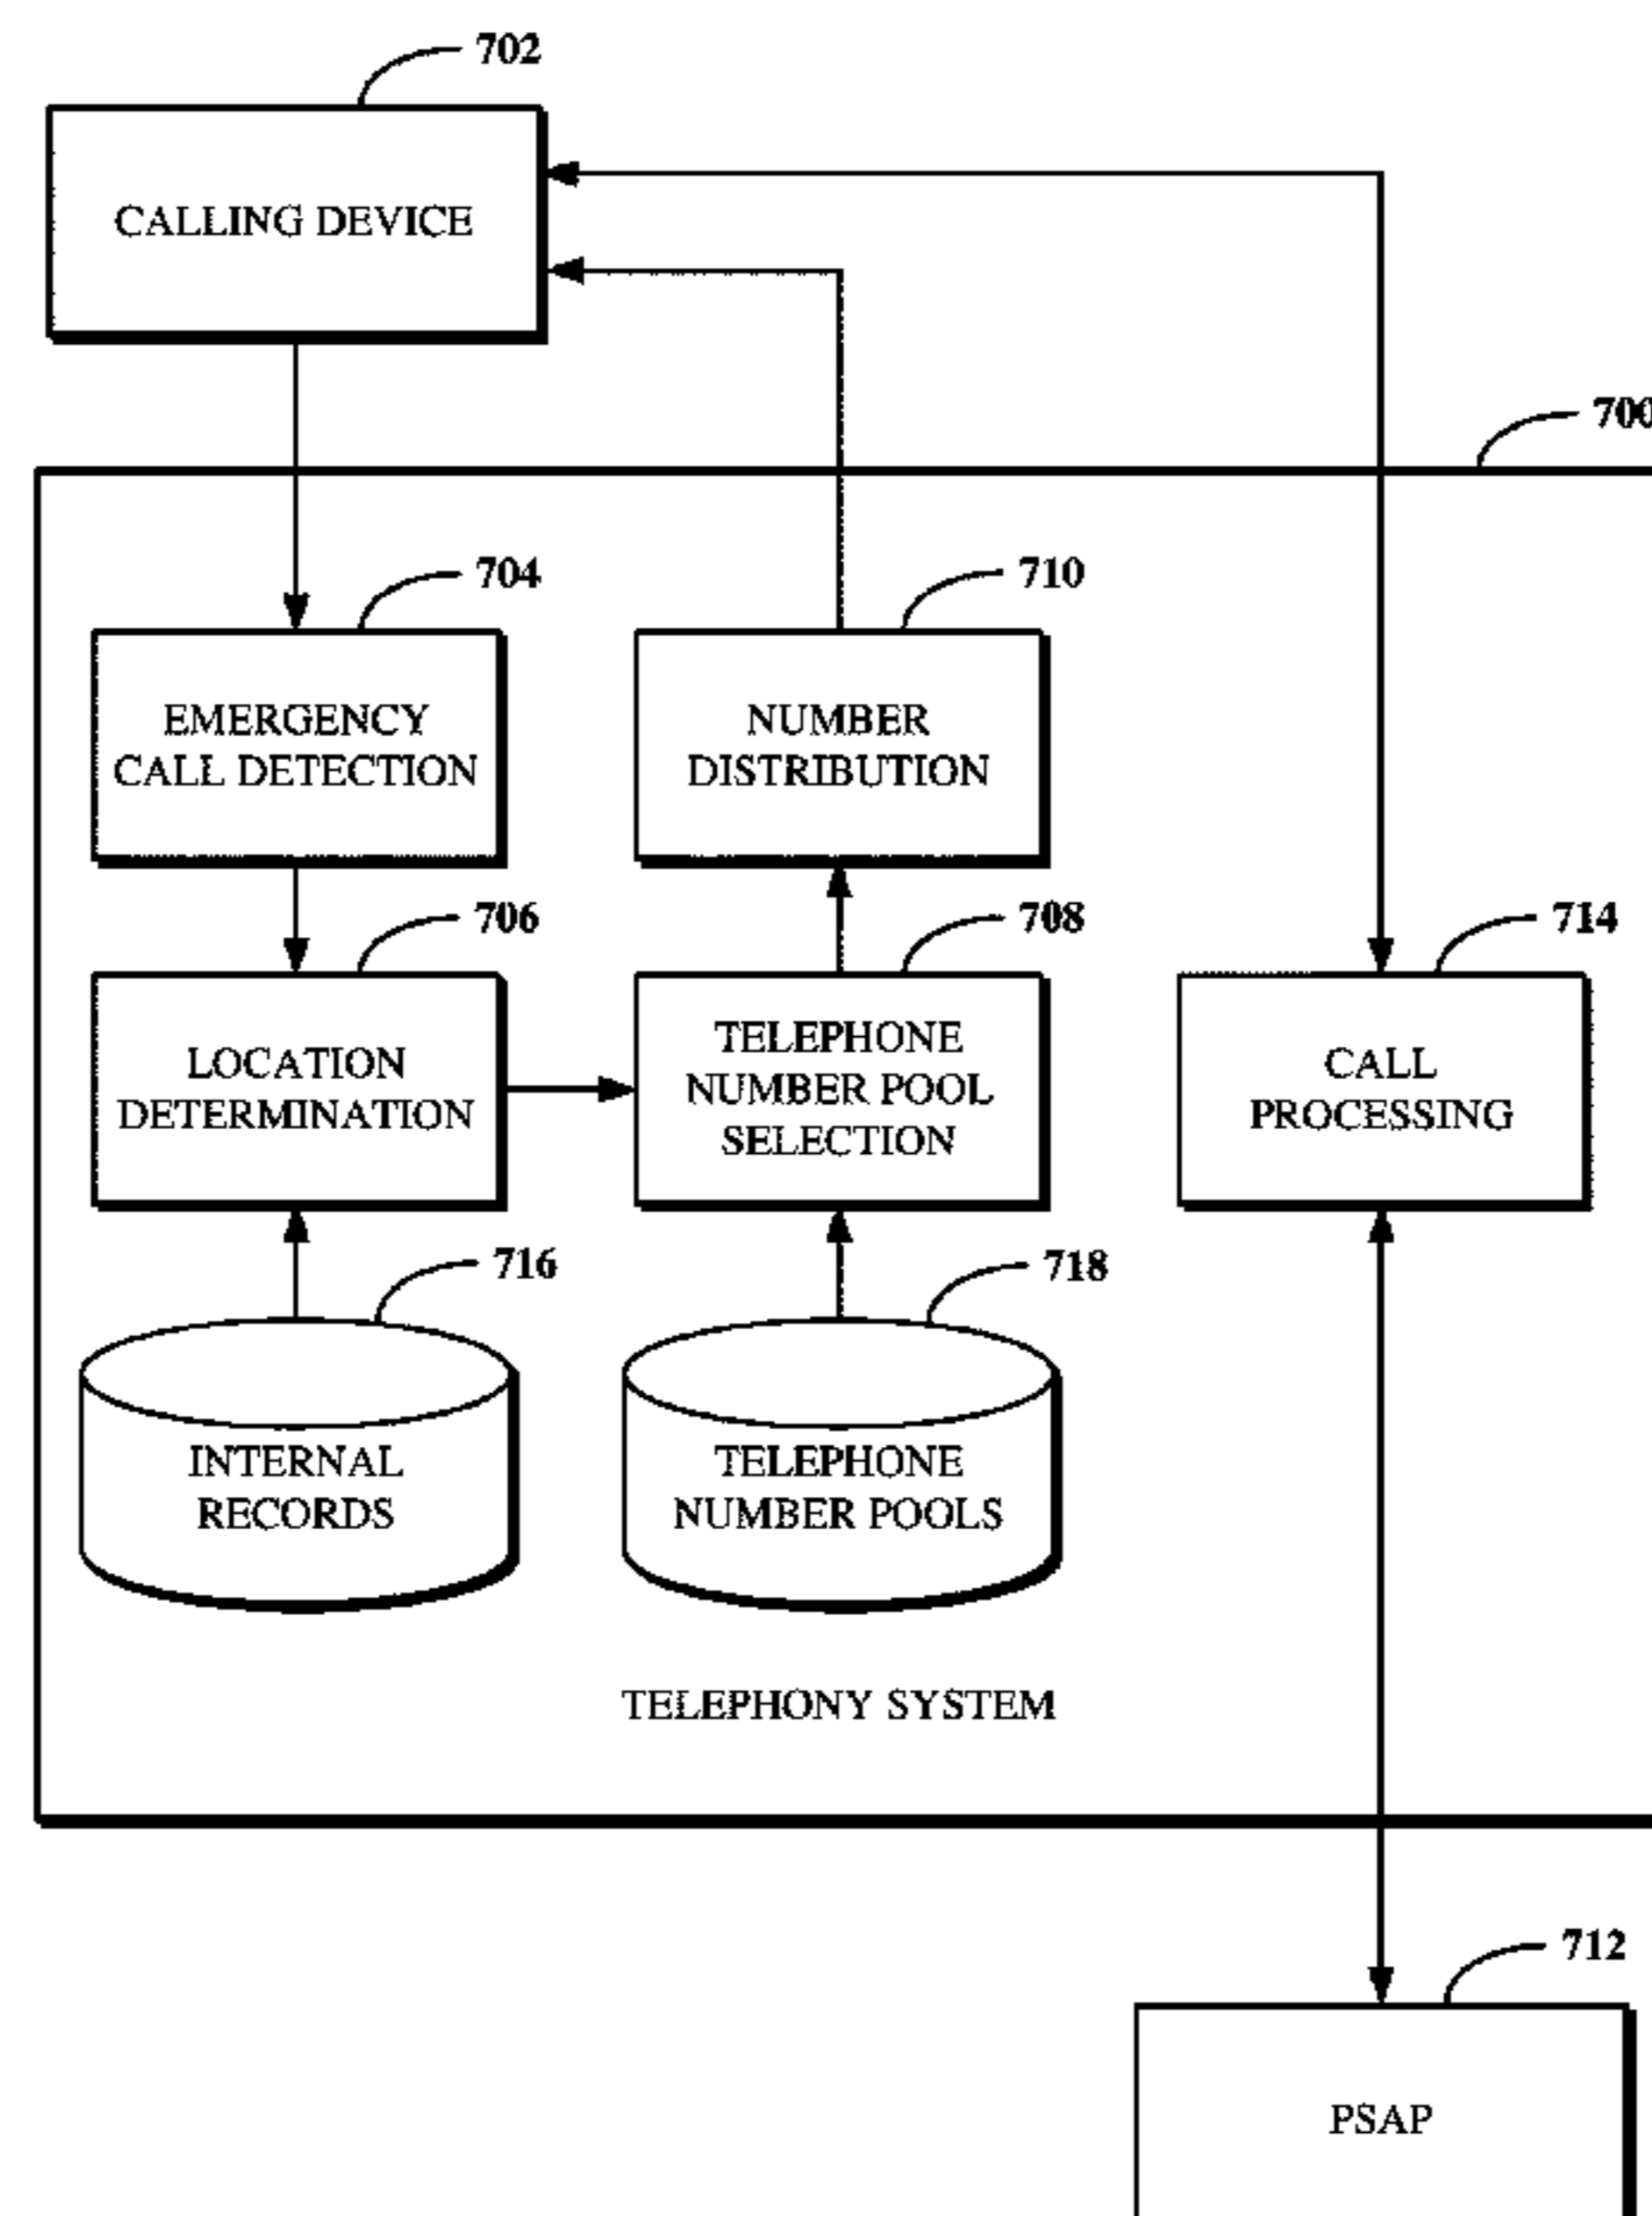 702
CALLING DEVICE
700
704
710
EMERGENCY
CALL DETECTION
NUMBER
DISTRIBUTION
706
708
714
LOCATION
DETERMINATION
TELEPHONE
NUMBER POOL
SELECTION
CALL
PROCESSING
716
718
INTERNAL
RECORDS
TELEPHONE
NUMBER POOLS
TELEPHONY SYSTEM
712
PSAP